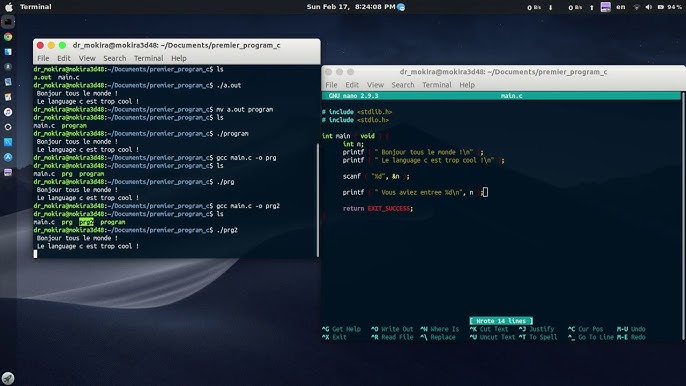 Terminal
Sun Feb 17, 8:24:08 PM
0 B/s
0 B/s
en
94 %
dr_mokira@mokira3d48: ~/Documents/premier_program_c
File Edit View Search Terminal Help
dr_mokira@mokira3d48:~/Documents/premier_program_c$ ls
a.out main.c
dr_mokira@mokira3d48:~/Documents/premier_program_c$ ./a.out
Bonjour tous le monde !
Le language c est trop cool !
dr_mokira@mokira3d48:~/Documents/premier_program_c$ mv a.out program
dr_mokira@mokira3d48:~/Documents/premier_program_c$ ls
main.c program
dr_mokira@mokira3d48:~/Documents/premier_program_c$ ./program
Bonjour tous le monde !
Le language c est trop cool !
dr_mokira@mokira3d48:~/Documents/premier_program_c$ gcc main.c -o prg
dr_mokira@mokira3d48:~/Documents/premier_program_c$ ls
main.c prg program
dr_mokira@mokira3d48:~/Documents/premier_program_c$ ./prg
Bonjour tous le monde !
Le language c est trop cool !
dr_mokira@mokira3d48:~/Documents/premier_program_c$ gcc main.c -o prg2
dr_mokira@mokira3d48:~/Documents/premier_program_c$ ls
main.c prg prg2 program
dr_mokira@mokira3d48:~/Documents/premier_program_c$ ./prg2
Bonjour tous le monde !
Le language c est trop cool !
dr_mokira@mokira3d48: ~/Documents/premier_program_c
File Edit View Search Terminal Help
GNU nano 2.9.3 main.c
# include <stdlib.h>
# include <stdio.h>
int main ( void ) {
int n;
printf ( " Bonjour tous le monde !\n" );
printf ( " Le language c est trop cool !\n" );
scanf ( "%d", &n );
printf ( " Vous aviez entree %d\n", n );
return EXIT_SUCCESS;
[ Wrote 14 lines ]
^G Get Help ^O Write Out ^W Where Is ^K Cut Text ^J Justify ^C Cur Pos M-U Undo
^X Exit ^R Read File ^\ Replace ^U Uncut Text ^T To Spell ^_ Go To Line M-E Redo